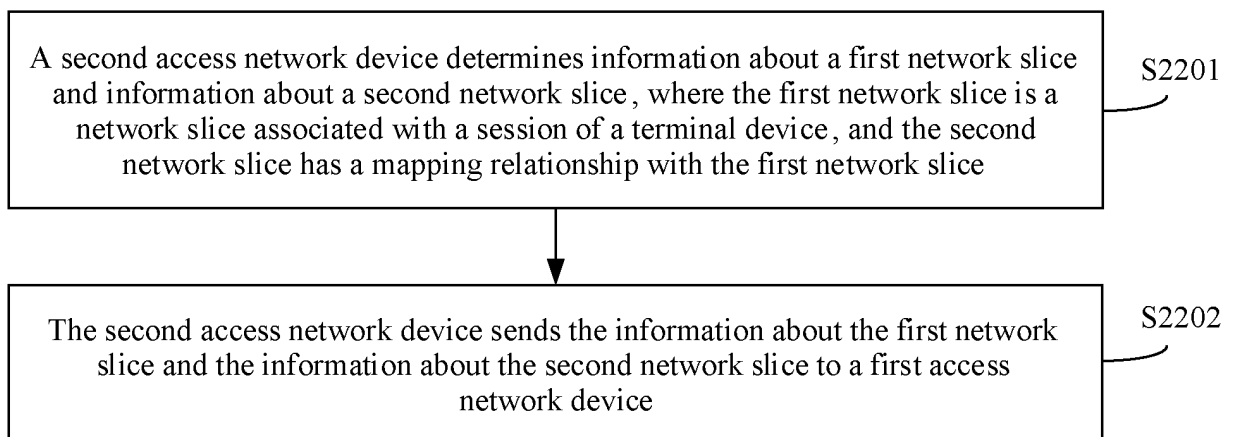 A second access network device determines information about a first network slice
and information about a second network slice, where the first network slice is a
network slice associated with a session of a terminal device, and the second
network slice has a mapping relationship with the first network slice
S2201
The second access network device sends the information about the first network
slice and the information about the second network slice to a first access
network device
S2202